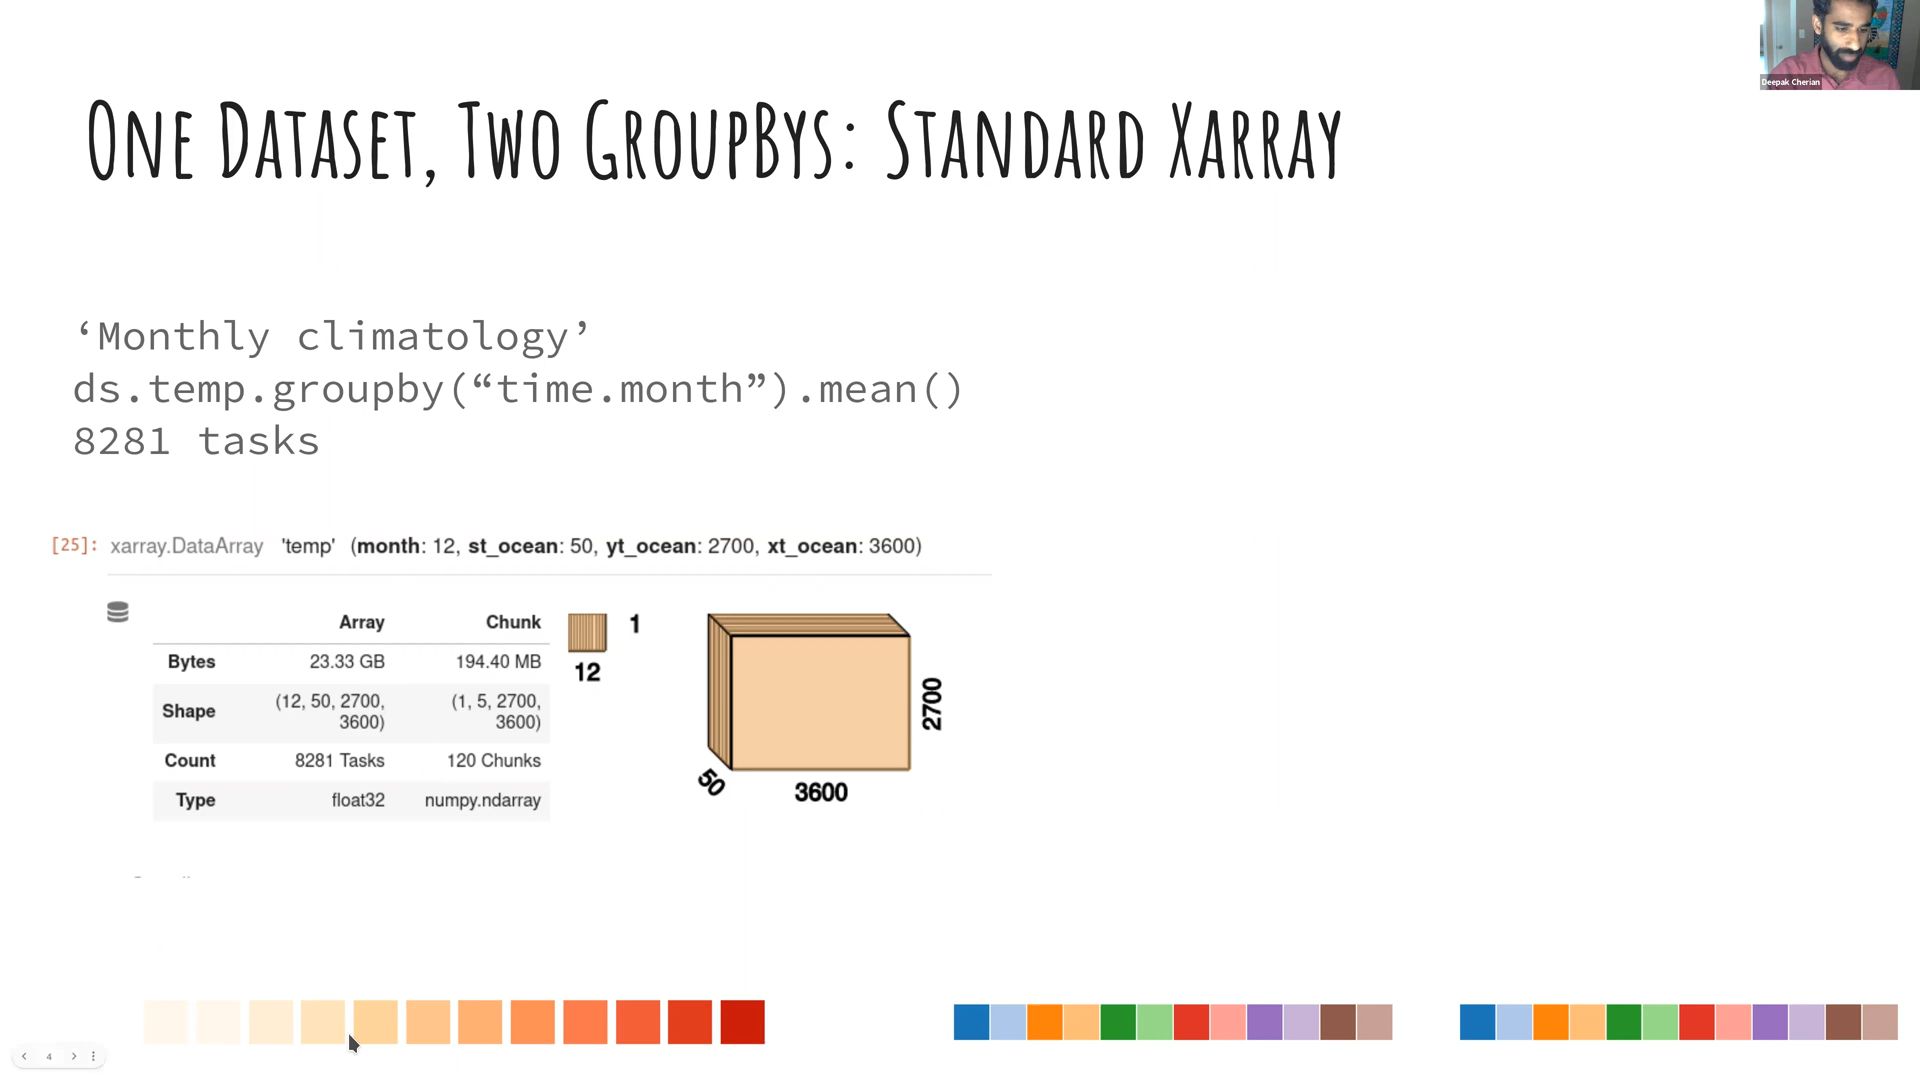 Deepak Cherian
One Dataset, Two GroupBys: Standard Xarray
‘Monthly climatology’
ds.temp.groupby(“time.month”).mean()
8281 tasks
[25]: xarray.DataArray 'temp' (month: 12, st_ocean: 50, yt_ocean: 2700, xt_ocean: 3600)
Array Chunk
Bytes 23.33 GB 194.40 MB
Shape (12, 50, 2700, 3600) (1, 5, 2700, 3600)
Count 8281 Tasks 120 Chunks
Type float32 numpy.ndarray
1
12
2700
50
3600
4